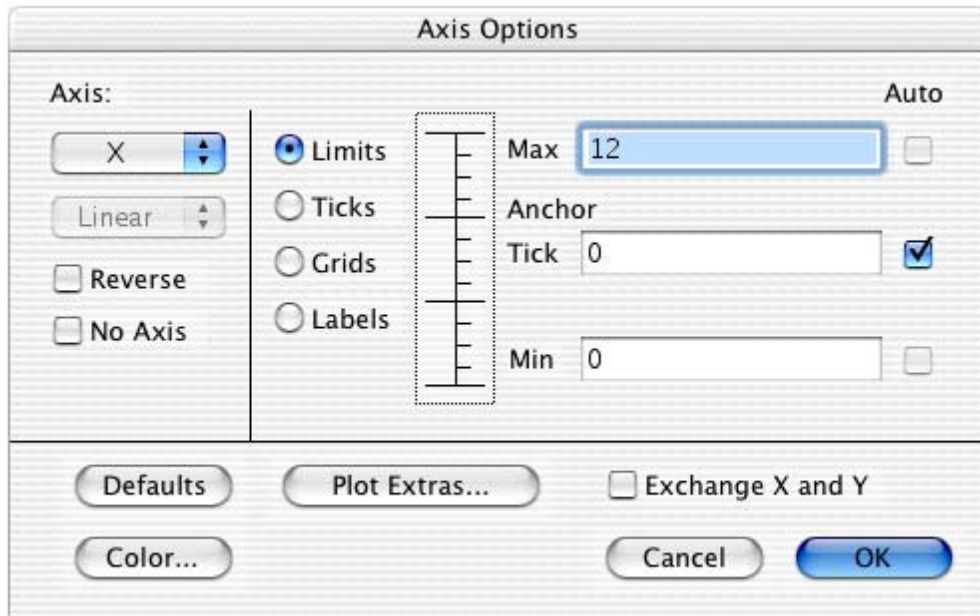 Axis Options
Axis:
Auto
X
Limits
Max 12
Linear
Ticks
Anchor
Tick 0
Reverse
Grids
No Axis
Labels
Min 0
Defaults
Plot Extras...
Exchange X and Y
Color...
Cancel
OK